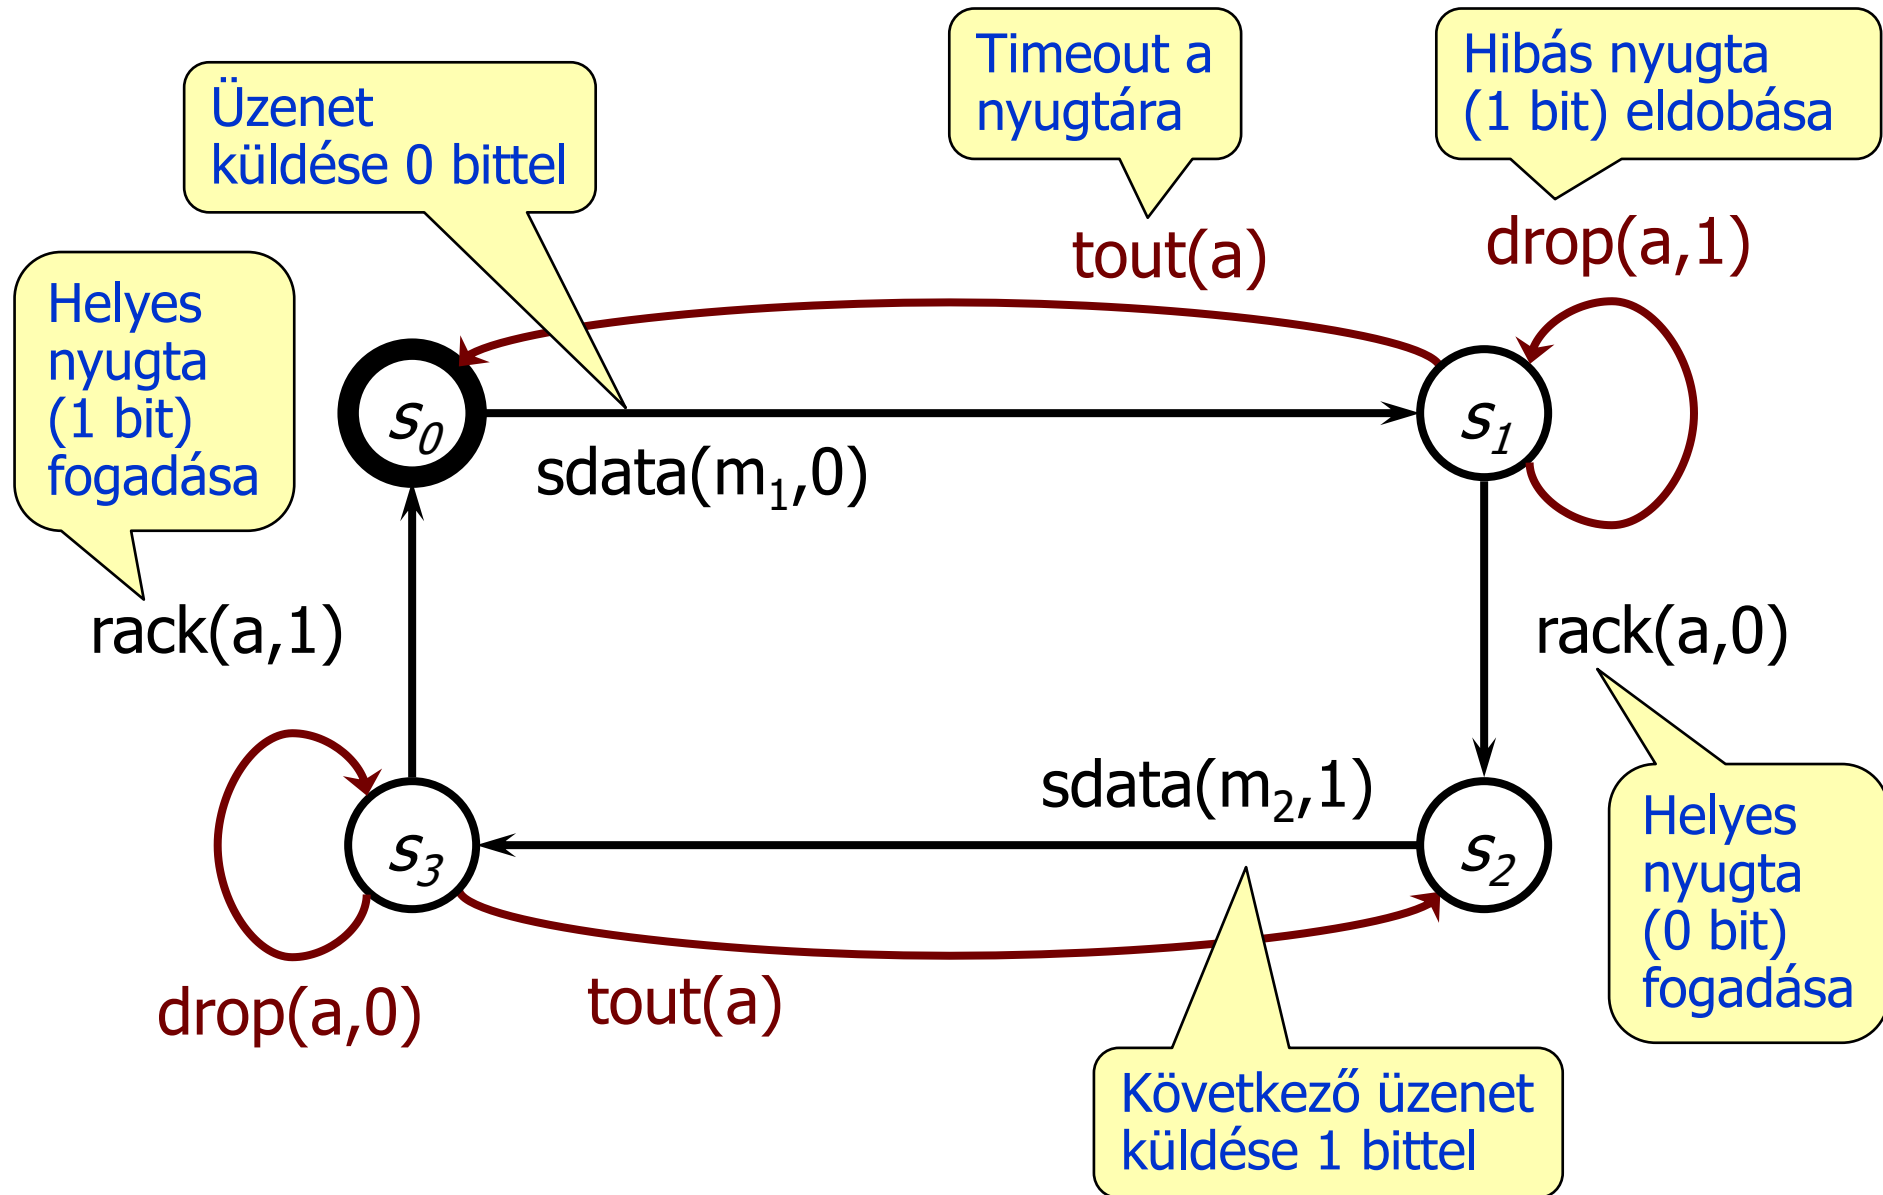 Üzenet
küldése 0 bittel
Timeout a
nyugtára
Hibás nyugta
(1 bit) eldobása
tout(a)
drop(a,1)
Helyes
nyugta
(1 bit)
fogadása
s₀
s₁
sdata(m₁,0)
rack(a,1)
rack(a,0)
sdata(m₂,1)
s₃
s₂
Helyes
nyugta
(0 bit)
fogadása
drop(a,0)
tout(a)
Következő üzenet
küldése 1 bittel